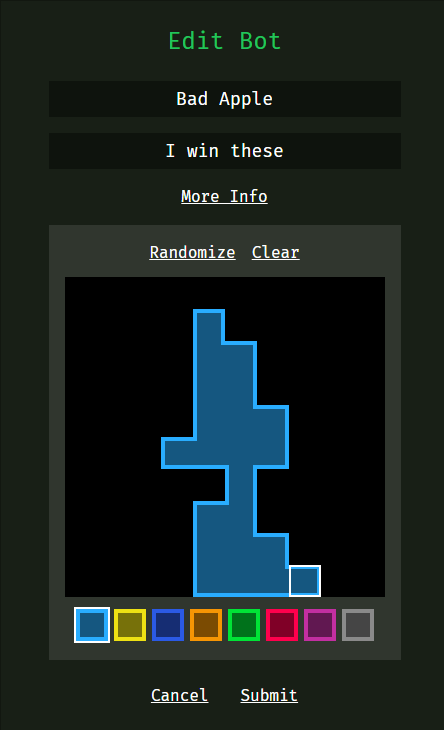 Edit Bot
Bad Apple
I win these
More Info
Randomize Clear
Cancel Submit